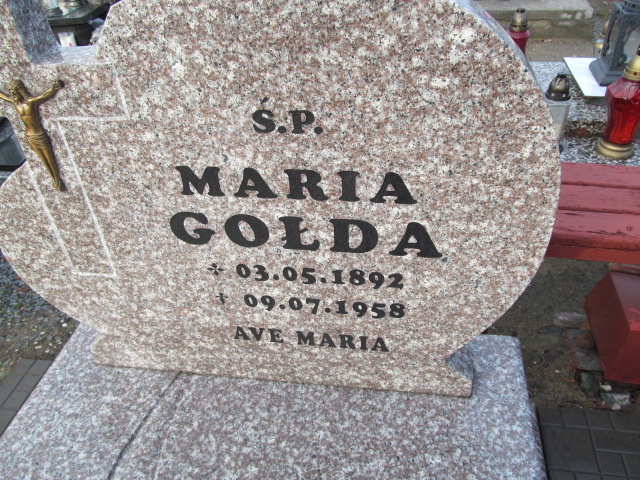 Ś.P.
MARIA
GOŁDA
✣ 03.05.1892
† 09.07.1958
AVE MARIA